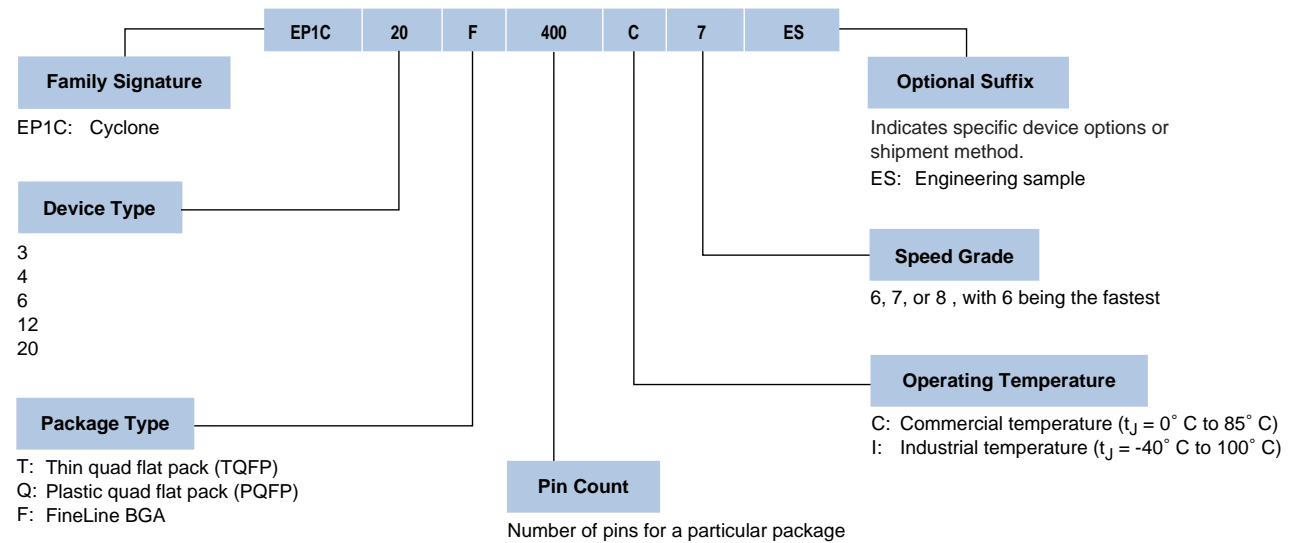 EP1C 20 F 400 C 7 ES
Family Signature
EP1C: Cyclone
Device Type
3
4
6
12
20
Package Type
T: Thin quad flat pack (TQFP)
Q: Plastic quad flat pack (PQFP)
F: FineLine BGA
Pin Count
Number of pins for a particular package
Optional Suffix
Indicates specific device options or
shipment method.
ES: Engineering sample
Speed Grade
6, 7, or 8 , with 6 being the fastest
Operating Temperature
C: Commercial temperature (tJ = 0° C to 85° C)
I: Industrial temperature (tJ = -40° C to 100° C)